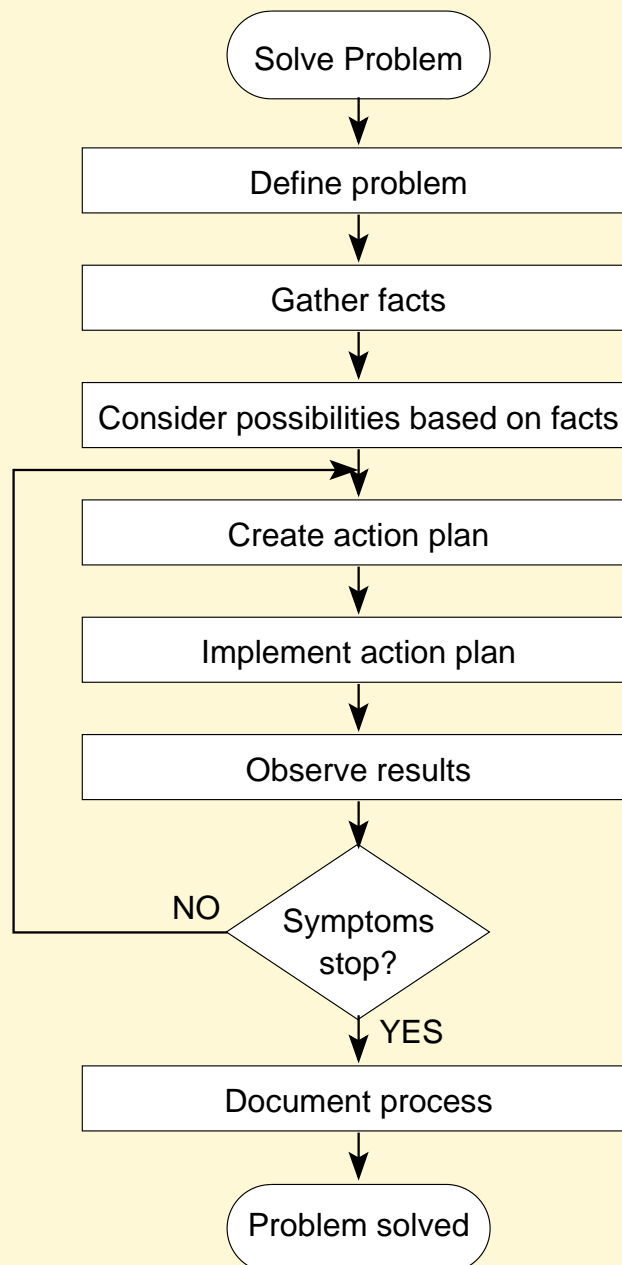 Solve Problem
Define problem
Gather facts
Consider possibilities based on facts
Create action plan
Implement action plan
Observe results
NO
Symptoms
stop?
YES
Document process
Problem solved